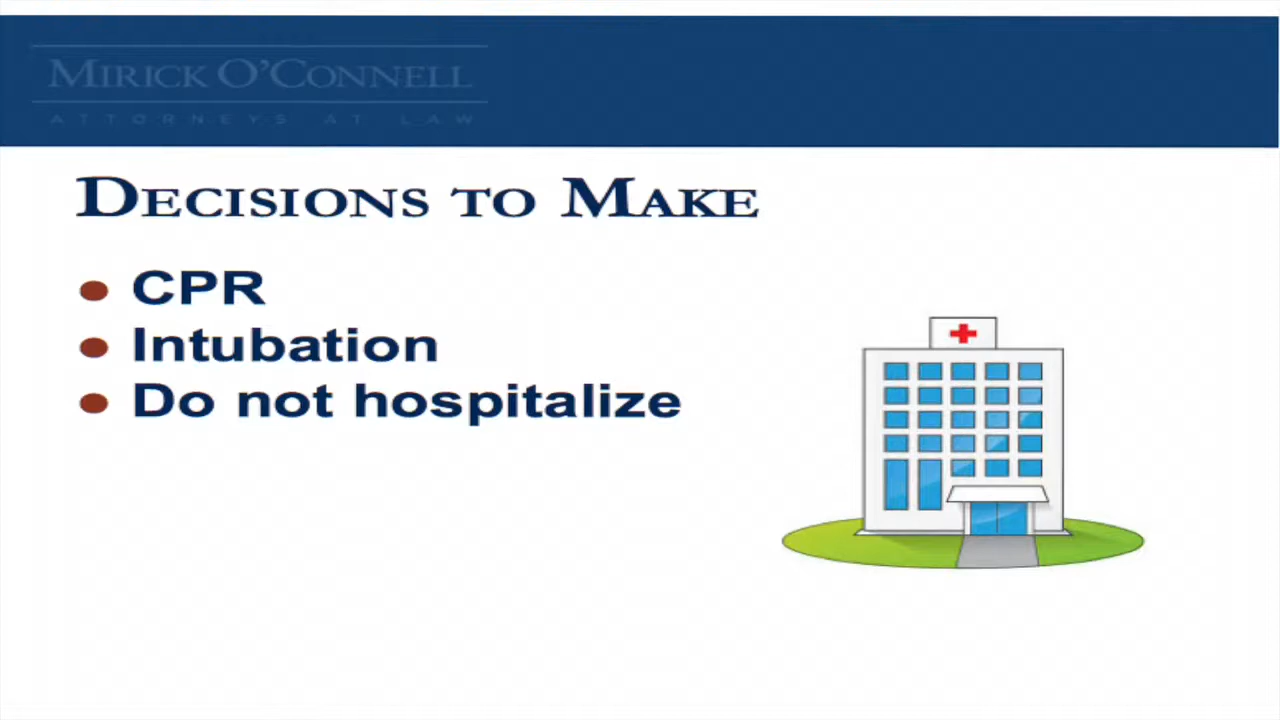 MIRICK O'CONNELL
ATTORNEYS AT LAW
DECISIONS TO MAKE
CPR
Intubation
Do not hospitalize